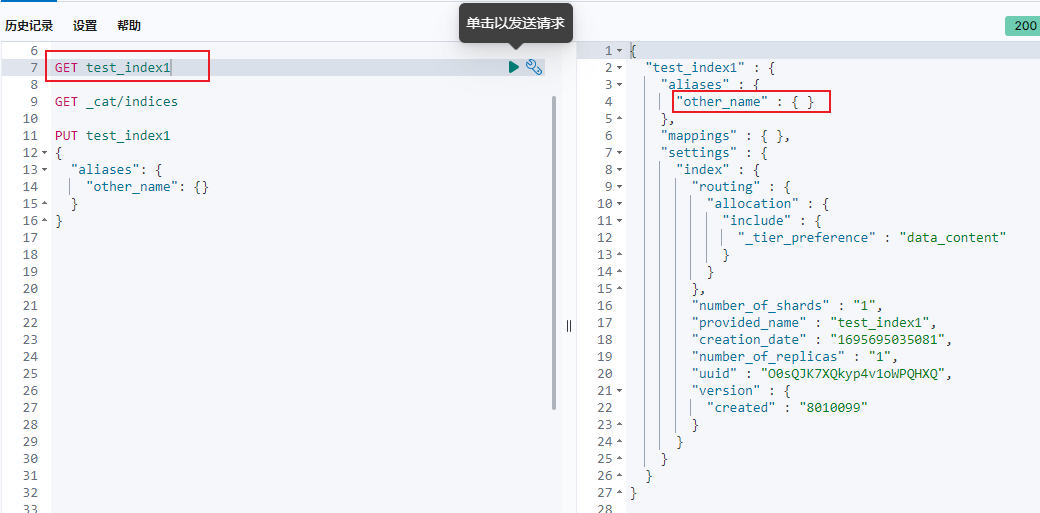 历史记录 设置 帮助
单击以发送请求
200
6
7 GET test_index1
8
9 GET _cat/indices
10
11 PUT test_index1
12 {
13 "aliases": {
14 "other_name": {}
15 }
16 }
17
18
19
20
21
22
23
24
25
26
27
28
29
30
31
32
33
1 {
2 "test_index1" : {
3 "aliases" : {
4 "other_name" : { }
5 },
6 "mappings" : { },
7 "settings" : {
8 "index" : {
9 "routing" : {
10 "allocation" : {
11 "include" : {
12 "_tier_preference" : "data_content"
13 }
14 }
15 },
16 "number_of_shards" : "1",
17 "provided_name" : "test_index1",
18 "creation_date" : "1695695035081",
19 "number_of_replicas" : "1",
20 "uuid" : "O0sQJK7XQkyp4v1oWPQHXQ",
21 "version" : {
22 "created" : "8010099"
23 }
24 }
25 }
26 }
27 }
28